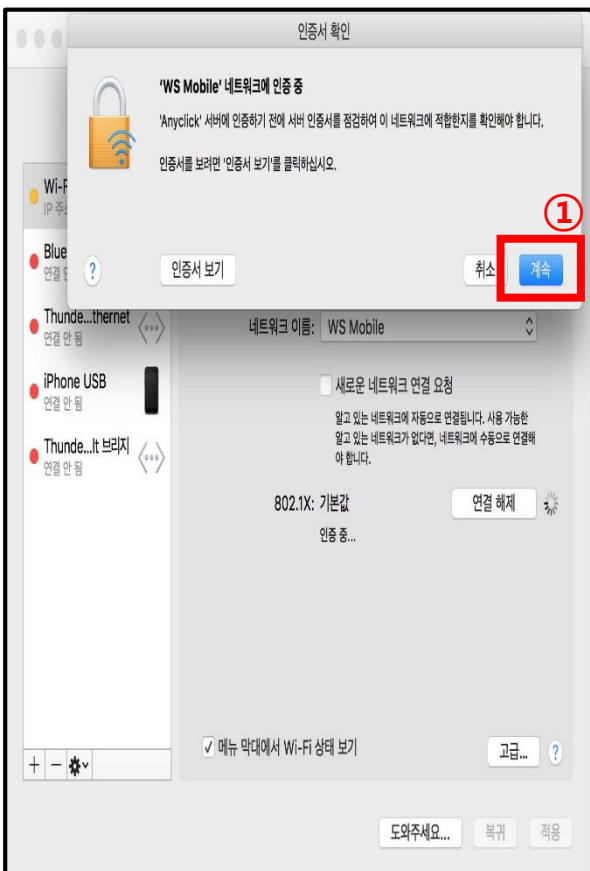 인증서 확인
'WS Mobile' 네트워크에 인증 중
'Anyclick' 서버에 인증하기 전에 서버 인증서를 점검하여 이 네트워크에 적합한지를 확인해야 합니다.
인증서를 보려면 '인증서 보기'를 클릭하십시오.
①
? 인증서 보기 취소 계속
Wi-F
IP 주소
Blue
연결 안
Thunde...thernet
연결 안 됨
iPhone USB
연결 안 됨
Thunde...lt 브리지
연결 안 됨
네트워크 이름: WS Mobile
새로운 네트워크 연결 요청
알고 있는 네트워크에 자동으로 연결됩니다. 사용 가능한
알고 있는 네트워크가 없다면, 네트워크에 수동으로 연결해
야 합니다.
802.1X: 기본값 연결 해제
인증 중...
메뉴 막대에서 Wi-Fi 상태 보기 고급... ?
도와주세요... 복귀 적용